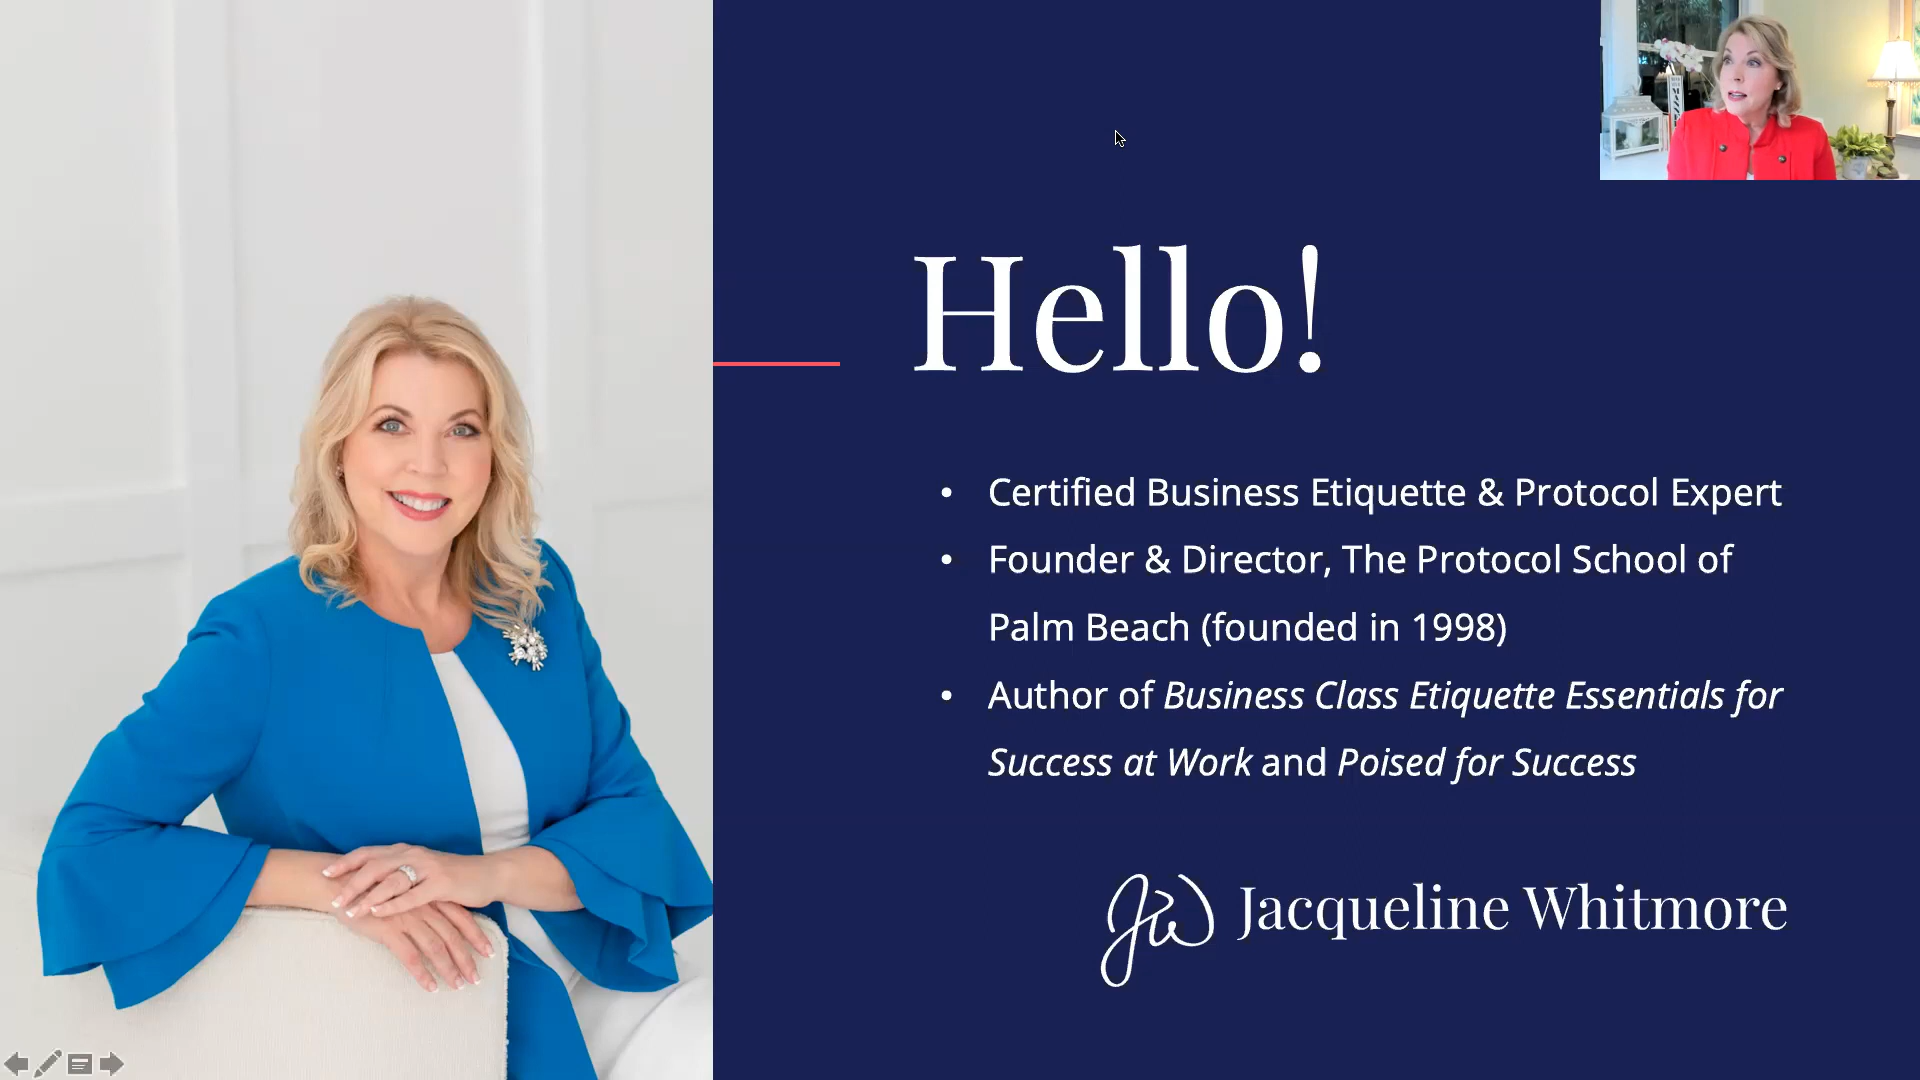 Hello!
• Certified Business Etiquette & Protocol Expert
• Founder & Director, The Protocol School of
Palm Beach (founded in 1998)
• Author of Business Class Etiquette Essentials for
Success at Work and Poised for Success
JW Jacqueline Whitmore